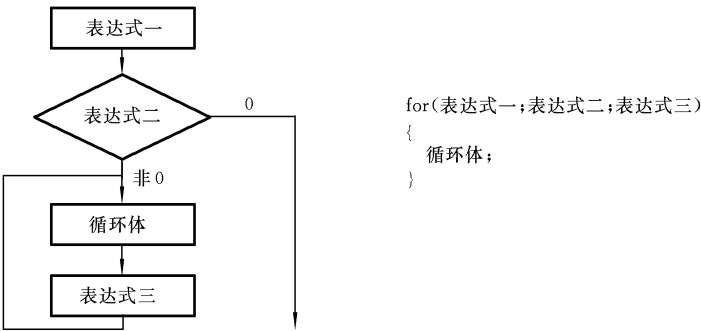 表达式一
表达式二
0
非0
循环体
表达式三
for(表达式一;表达式二;表达式三)
{
循环体;
}